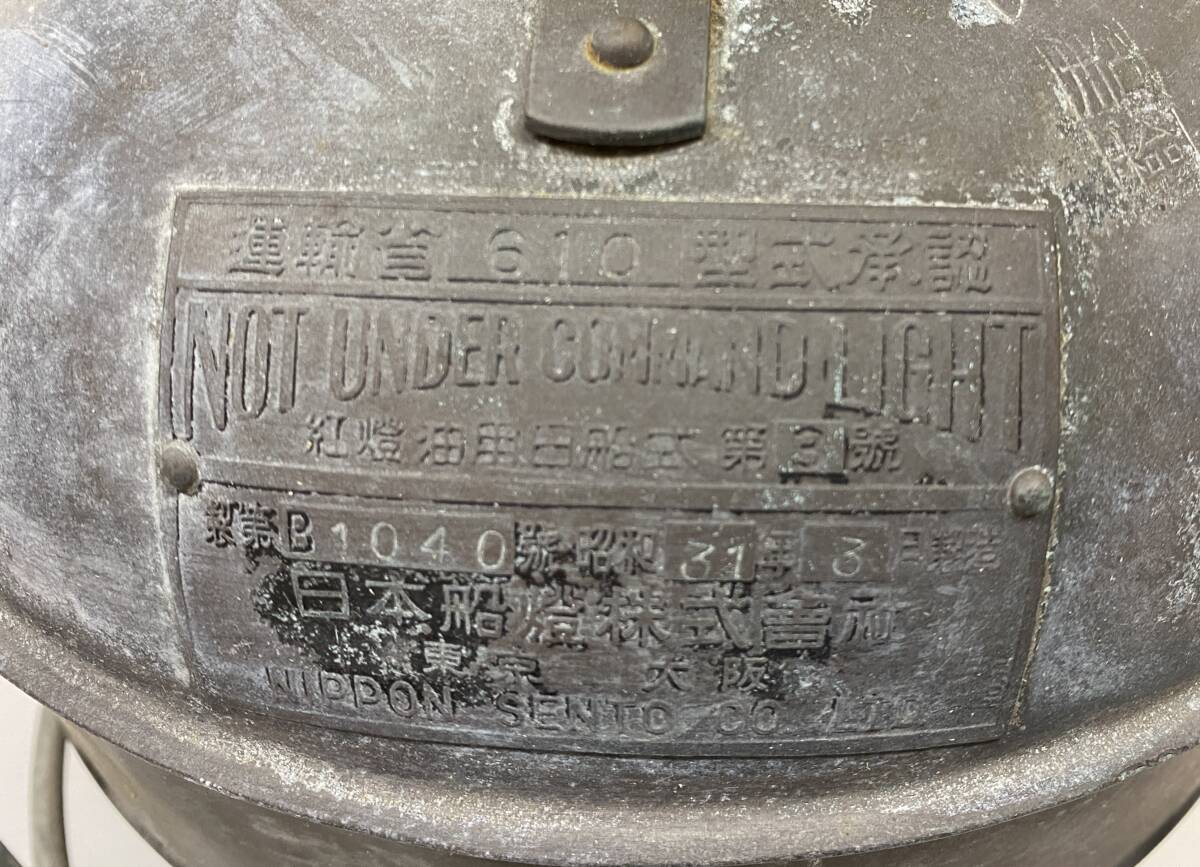 運輸省 610 型式承認
NOT UNDER COMMAND LIGHT
紅燈 油用日船式 第3號
製第B1040號 昭和31年3月製造
日本船燈株式會社
東京 大阪
NIPPON SENTO CO LTD